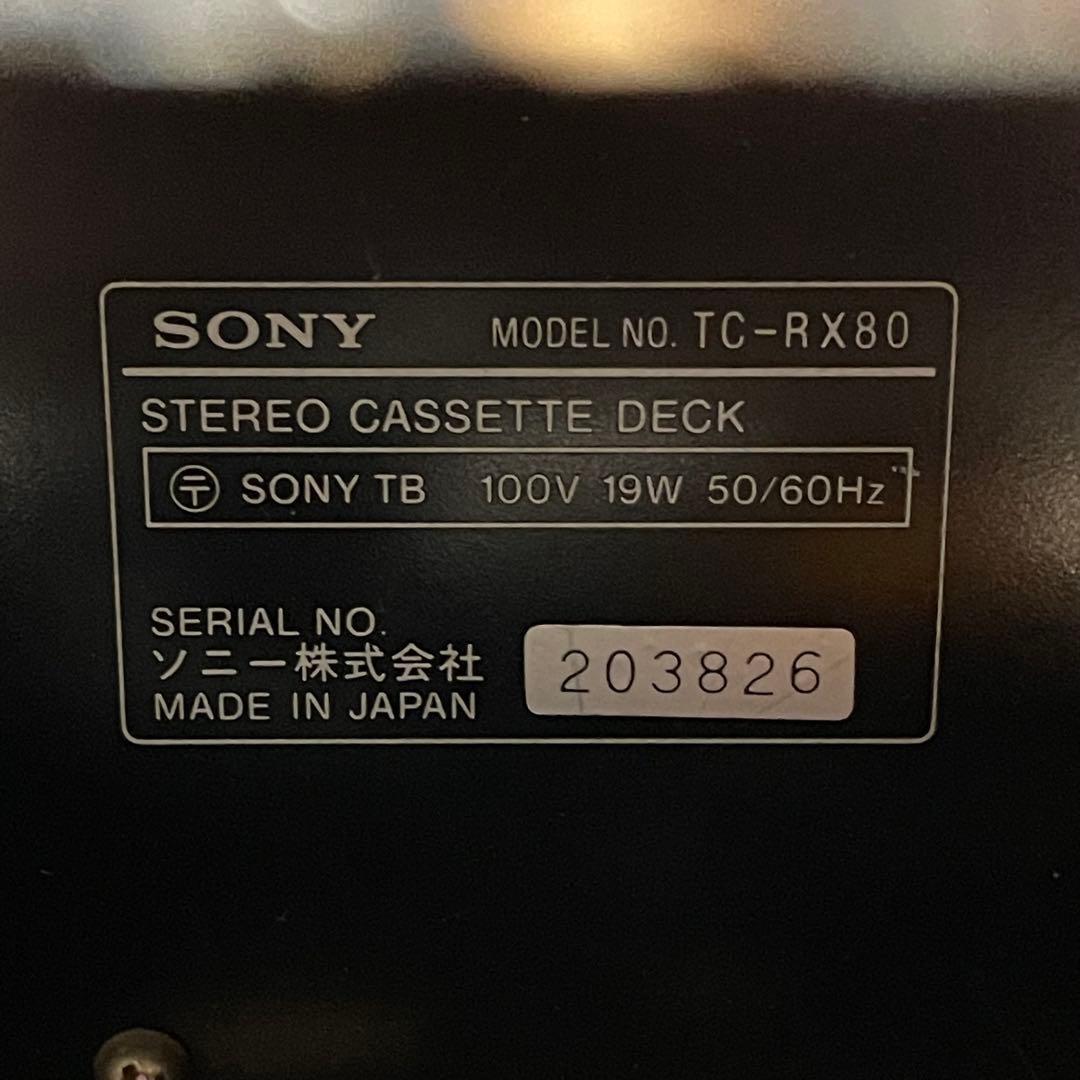 SONY MODEL NO. TC-RX80
STEREO CASSETTE DECK
〒 SONY TB 100V 19W 50/60Hz
SERIAL NO.
ソニー株式会社 203826
MADE IN JAPAN